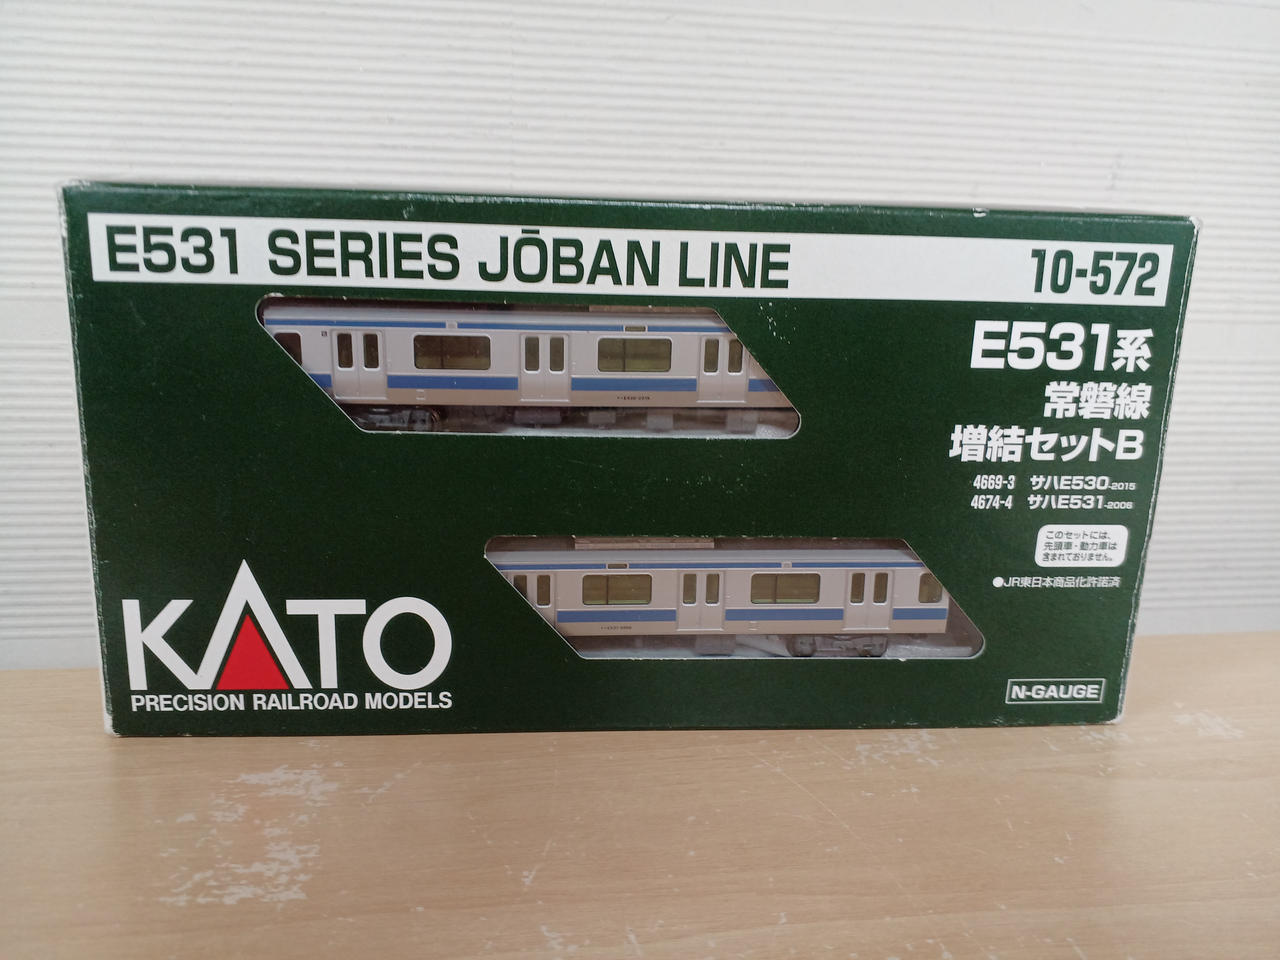 E531 SERIES JŌBAN LINE 10-572
E531系
常磐線
増結セットB
4669-3 サハE530-2015
4674-4 サハE531-2006
このセットには、
先頭車・動力車は
含まれておりません。
●JR東日本商品化許諾済
KATO
PRECISION RAILROAD MODELS
N-GAUGE